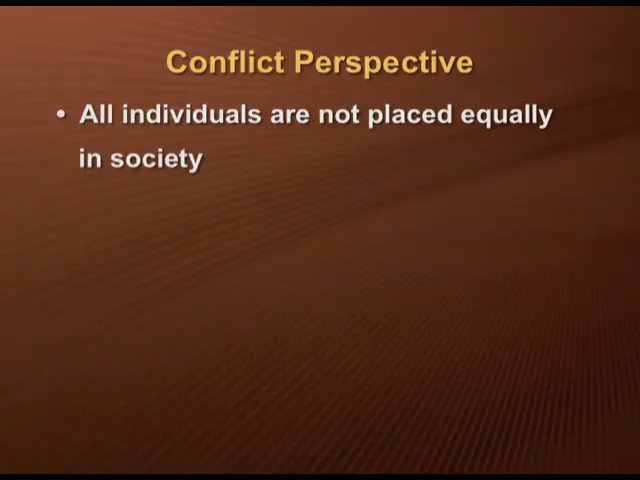 Conflict Perspective
• All individuals are not placed equally
in society